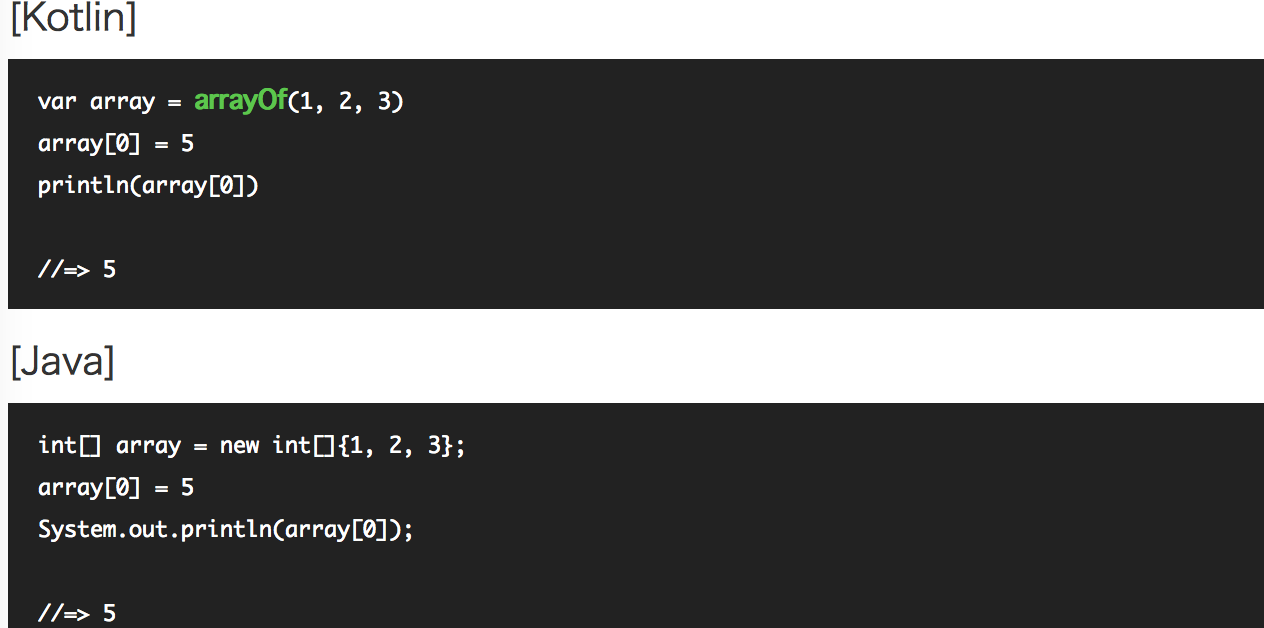 [Kotlin]
var array = arrayOf(1, 2, 3)
array[0] = 5
println(array[0])
//=> 5
[Java]
int[] array = new int[]{1, 2, 3};
array[0] = 5
System.out.println(array[0]);
//=> 5